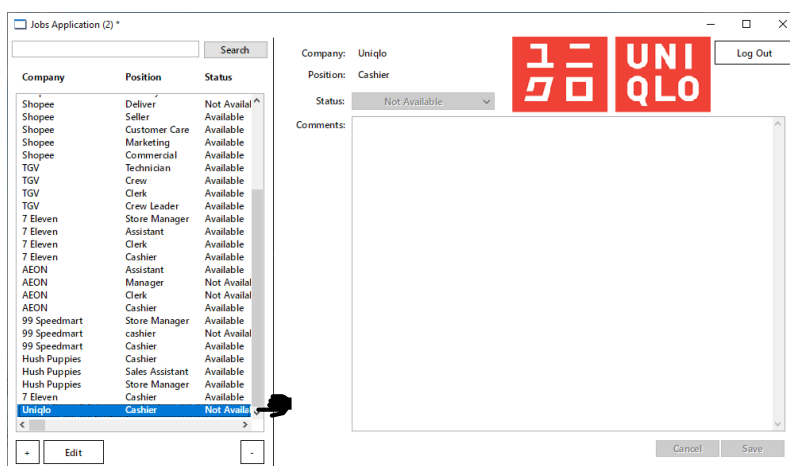 Jobs Application (2) *
Search
Company Position Status
Shopee Deliver Not Availal
Shopee Seller Available
Shopee Customer Care Available
Shopee Marketing Available
Shopee Commercial Available
TGV Technician Available
TGV Crew Available
TGV Clerk Available
TGV Crew Leader Available
7 Eleven Store Manager Available
7 Eleven Assistant Available
7 Eleven Clerk Available
7 Eleven Cashier Available
AEON Assistant Available
AEON Manager Not Availal
AEON Clerk Not Availal
AEON Cashier Available
99 Speedmart Store Manager Available
99 Speedmart cashier Not Availal
99 Speedmart Cashier Available
Hush Puppies Cashier Available
Hush Puppies Sales Assistant Available
Hush Puppies Store Manager Available
7 Eleven Cashier Available
Uniqlo Cashier Not Availal
+ Edit -
Company: Uniqlo
Position: Cashier
Status: Not Available
Comments:
ユニ
クロ
UNI
QLO
Log Out
Cancel Save